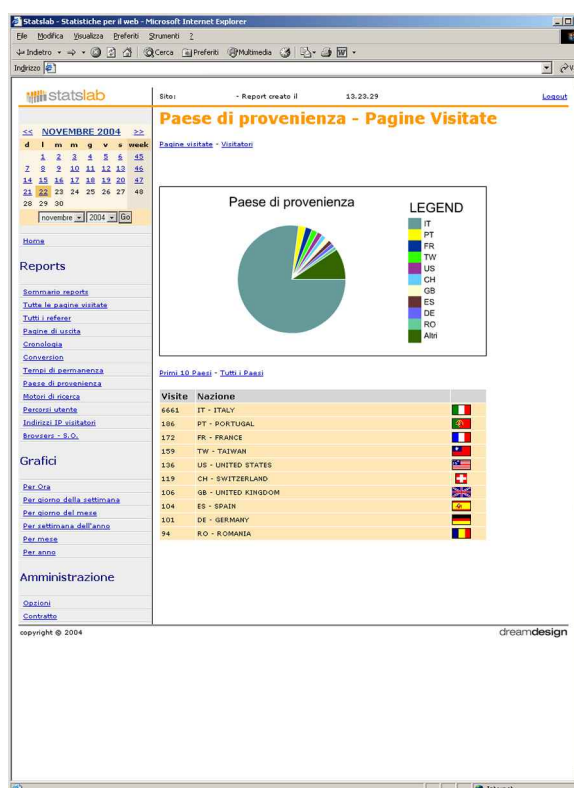 Statslab - Statistiche per il web - Microsoft Internet Explorer
File Modifica Visualizza Preferiti Strumenti ?
Indietro Cerca Preferiti Multimedia
Indirizzo
statslab
Sito: - Report creato il 13.23.29 Logout
Paese di provenienza - Pagine Visitate
Pagine visitate - Visitatori
<< NOVEMBRE 2004 >>
d l m m g v s week
1 2 3 4 5 6 45
7 8 9 10 11 12 13 46
14 15 16 17 18 19 20 47
21 22 23 24 25 26 27 48
28 29 30
novembre 2004 Go
Home
Reports
Sommario reports
Tutte le pagine visitate
Tutti i referer
Pagine di uscita
Cronologia
Conversion
Tempi di permanenza
Paese di provenienza
Motori di ricerca
Percorsi utente
Indirizzi IP visitatori
Browsers - S.O.
Grafici
Per Ora
Per giorno della settimana
Per giorno del mese
Per settimana dell'anno
Per mese
Per anno
Amministrazione
Opzioni
Contratto
Paese di provenienza
LEGEND
IT
PT
FR
TW
US
CH
GB
ES
DE
RO
Altri
Primi 10 Paesi - Tutti i Paesi
Visite Nazione
6661 IT - ITALY
186 PT - PORTUGAL
172 FR - FRANCE
159 TW - TAIWAN
136 US - UNITED STATES
119 CH - SWITZERLAND
106 GB - UNITED KINGDOM
104 ES - SPAIN
101 DE - GERMANY
94 RO - ROMANIA
copyright © 2004 dreamdesign